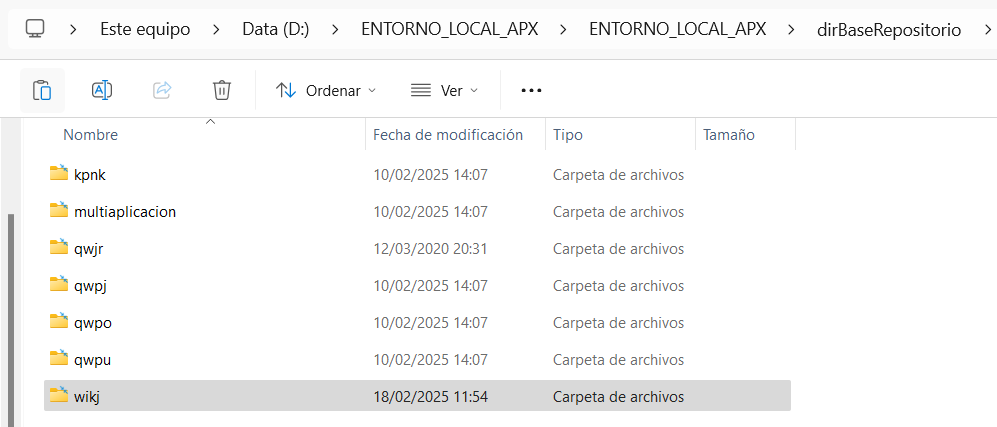 Este equipo > Data (D:) > ENTORNO_LOCAL_APX > ENTORNO_LOCAL_APX > dirBaseRepositorio >
Ordenar Ver
Nombre Fecha de modificación Tipo Tamaño
kpnk 10/02/2025 14:07 Carpeta de archivos
multiaplicacion 10/02/2025 14:07 Carpeta de archivos
qwjr 12/03/2020 20:31 Carpeta de archivos
qwpj 10/02/2025 14:07 Carpeta de archivos
qwpo 10/02/2025 14:07 Carpeta de archivos
qwpu 10/02/2025 14:07 Carpeta de archivos
wikj 18/02/2025 11:54 Carpeta de archivos